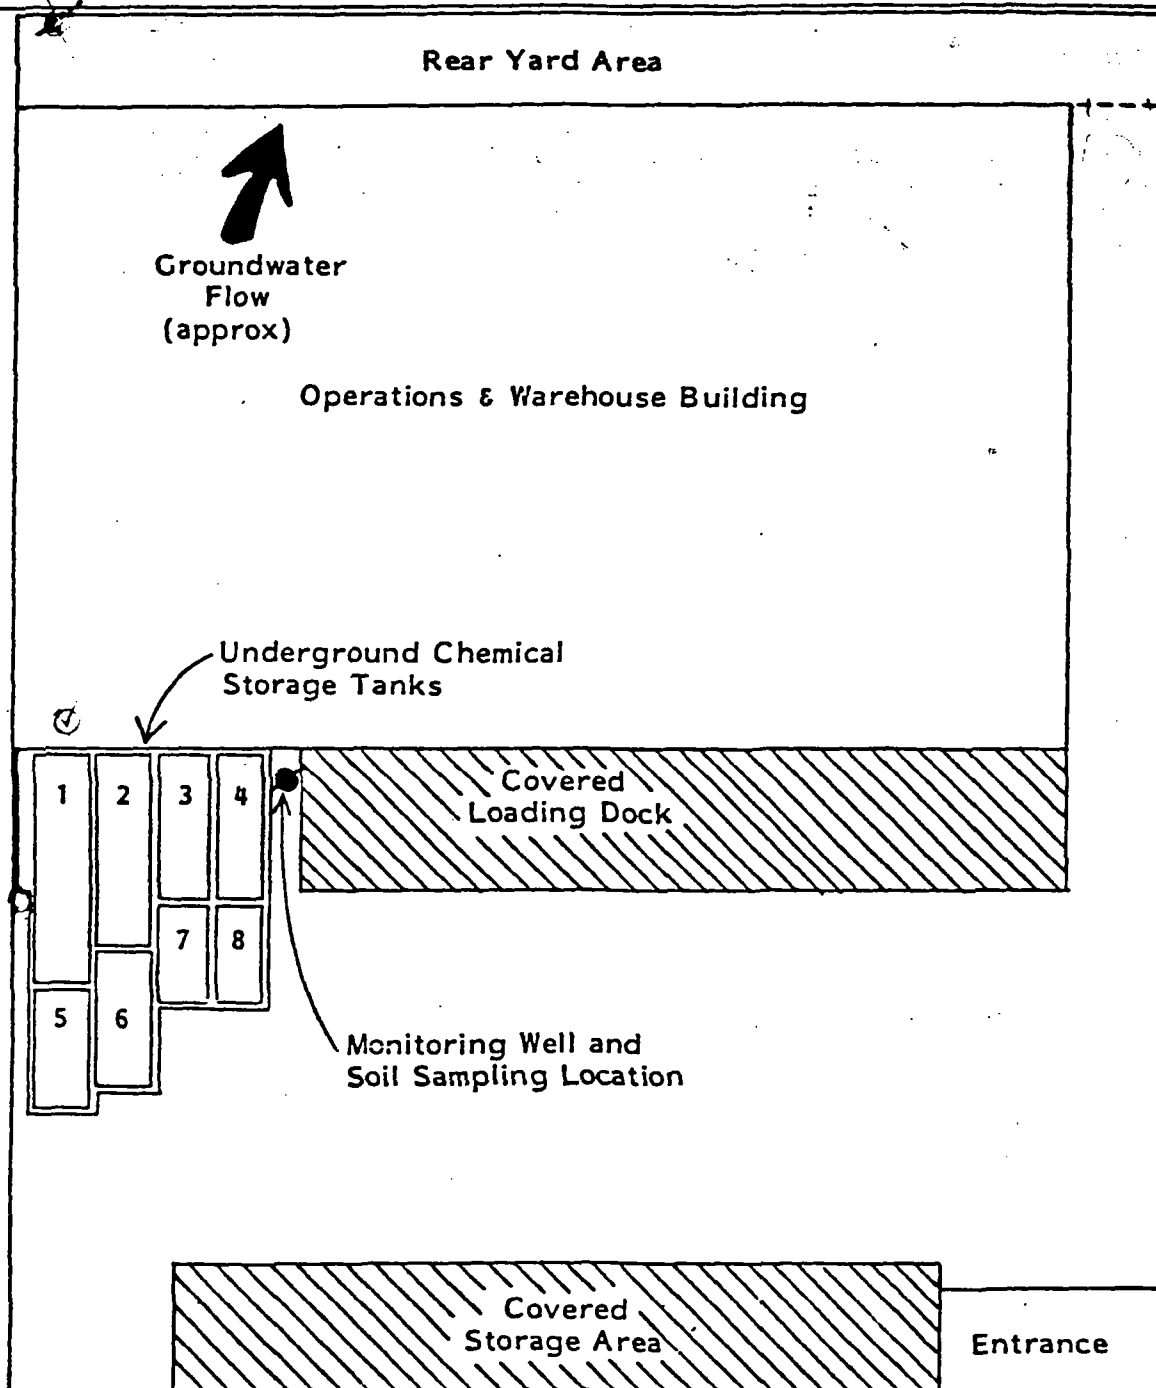 Rear Yard Area
Groundwater
Flow
(approx)
Operations & Warehouse Building
Underground Chemical
Storage Tanks
1 2 3 4
Covered
Loading Dock
7 8
5 6
Monitoring Well and
Soil Sampling Location
Covered
Storage Area
Entrance